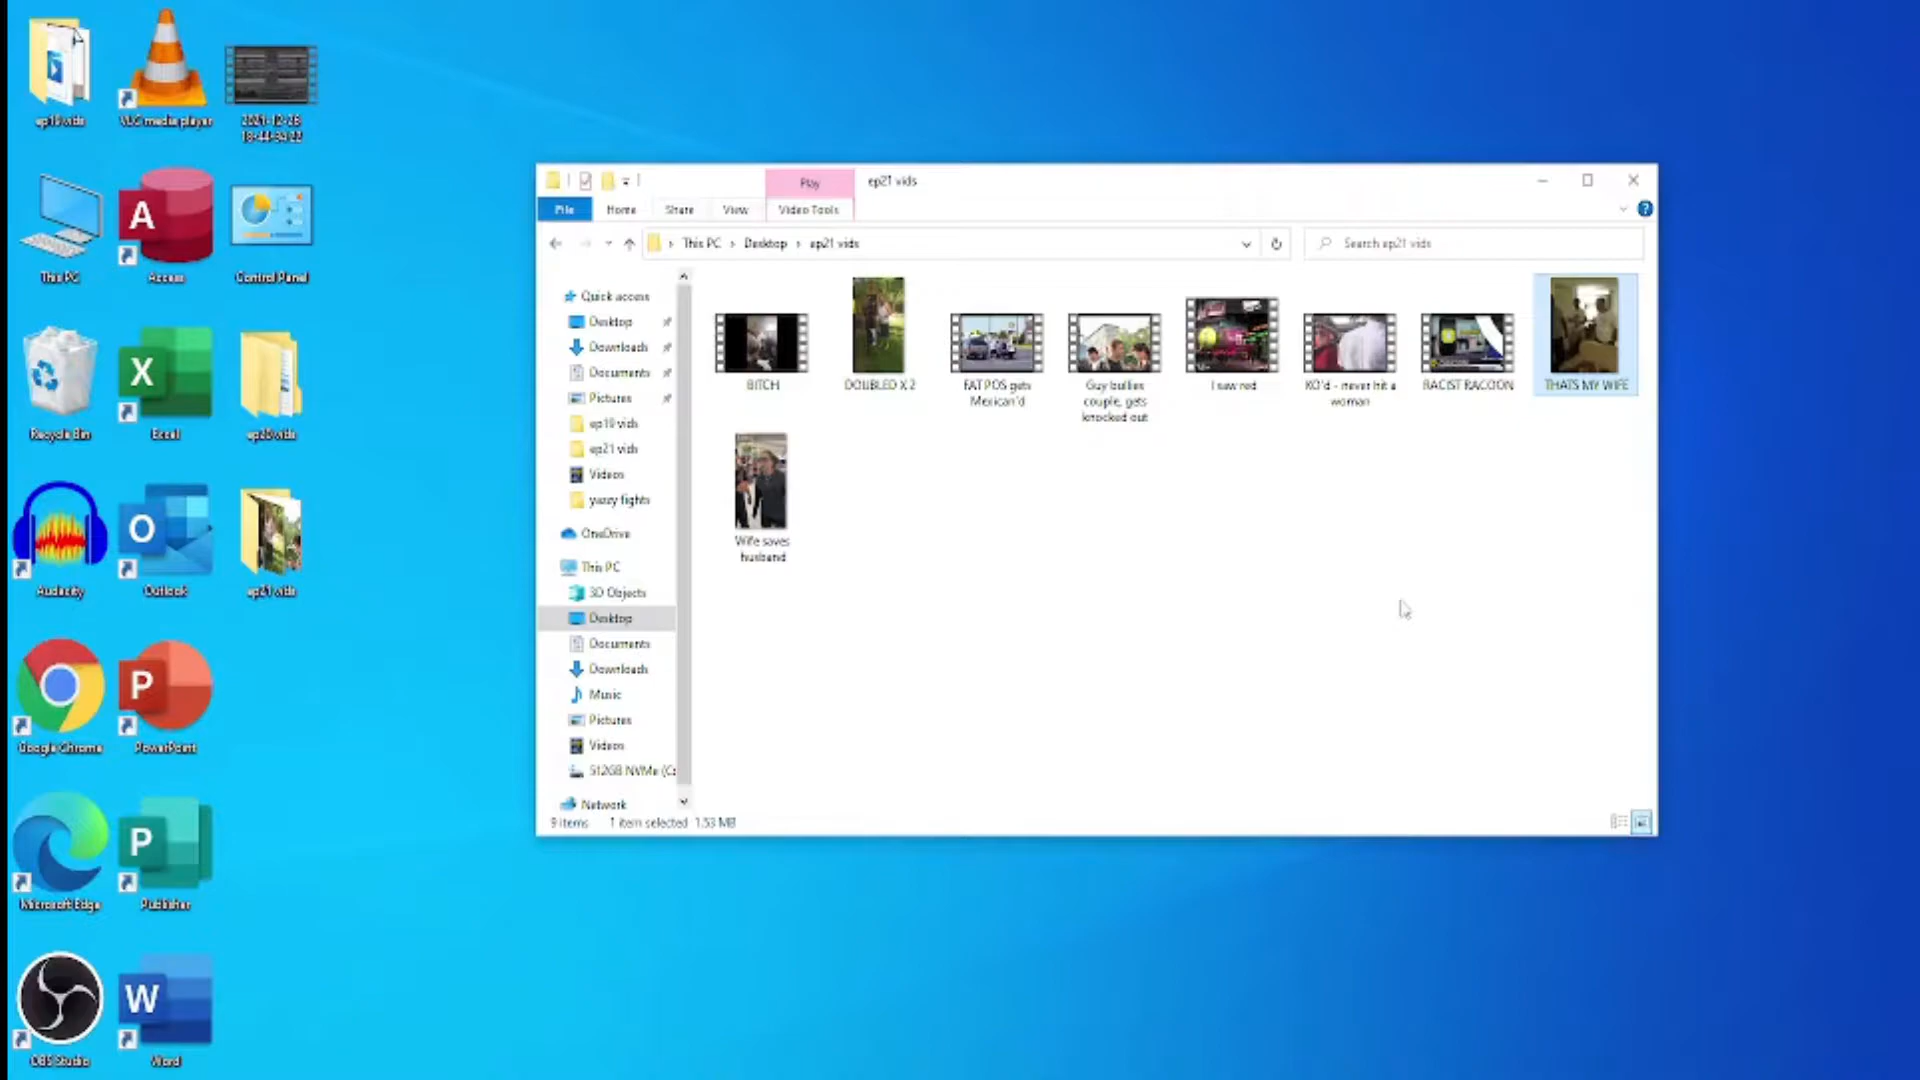 ep19 vids
VLC media player
2021-12-28
This PC
Access
Control Panel
Recycle Bin
Excel
ep20 vids
Audacity
Outlook
ep21 vids
Google Chrome
PowerPoint
Microsoft Edge
Publisher
OBS Studio
Word
Play
ep21 vids
File
Home
Share
View
Video Tools
This PC
Desktop
ep21 vids
Search ep21 vids
Quick access
Desktop
Downloads
Documents
Pictures
ep19 vids
ep21 vids
Videos
yazzy fights
OneDrive
This PC
3D Objects
Desktop
Documents
Downloads
Music
Pictures
Videos
512GB NVMe (C:
Network
BITCH
DOUBLED X 2
FAT POS gets
Mexican'd
Guy bullies
couple, gets
knocked out
I saw red
KO'd - never hit a
woman
RACIST RACOON
THATS MY WIFE
Wife saves
husband
9 items
1 item selected 1.53 MB